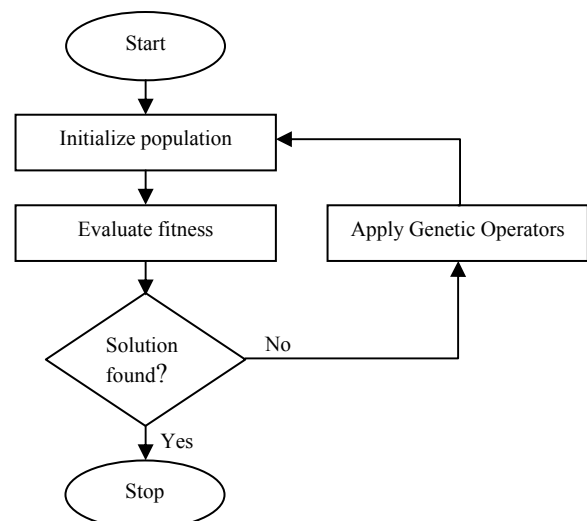 Start
Initialize population
Evaluate fitness
Apply Genetic Operators
Solution
found?
No
Yes
Stop